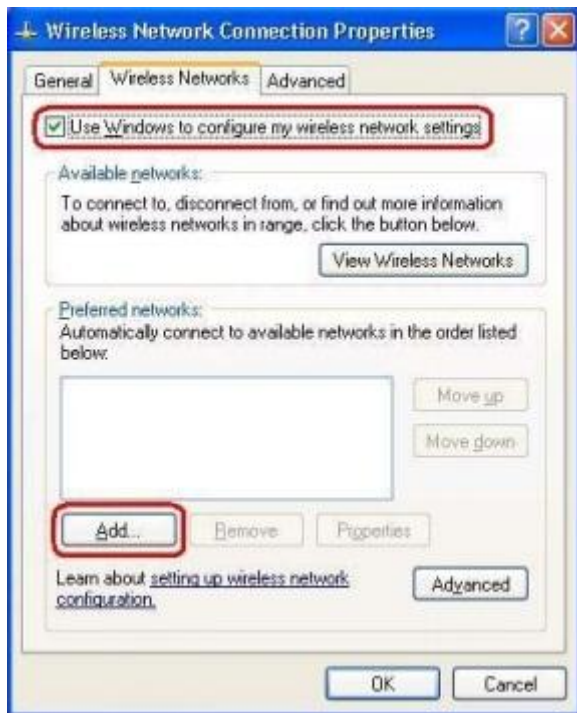 Wireless Network Connection Properties
General Wireless Networks Advanced
Use Windows to configure my wireless network settings
Available networks:
To connect to, disconnect from, or find out more information
about wireless networks in range, click the button below.
View Wireless Networks
Preferred networks:
Automatically connect to available networks in the order listed
below:
Move up
Move down
Add... Remove Properties
Learn about setting up wireless network
configuration.
Advanced
OK Cancel